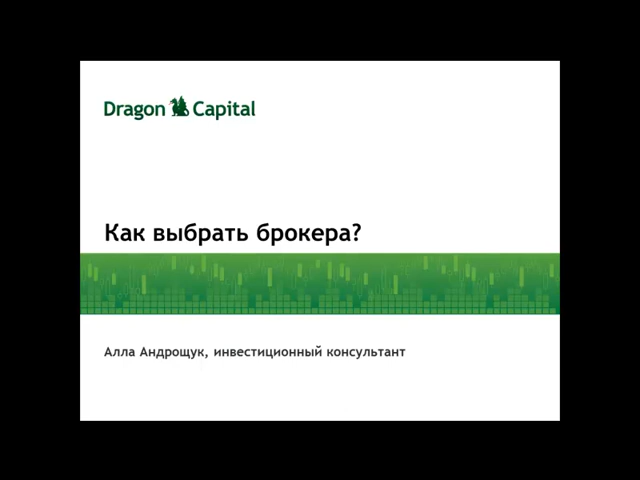 Dragon Capital
Как выбрать брокера?
Алла Андрощук, инвестиционный консультант